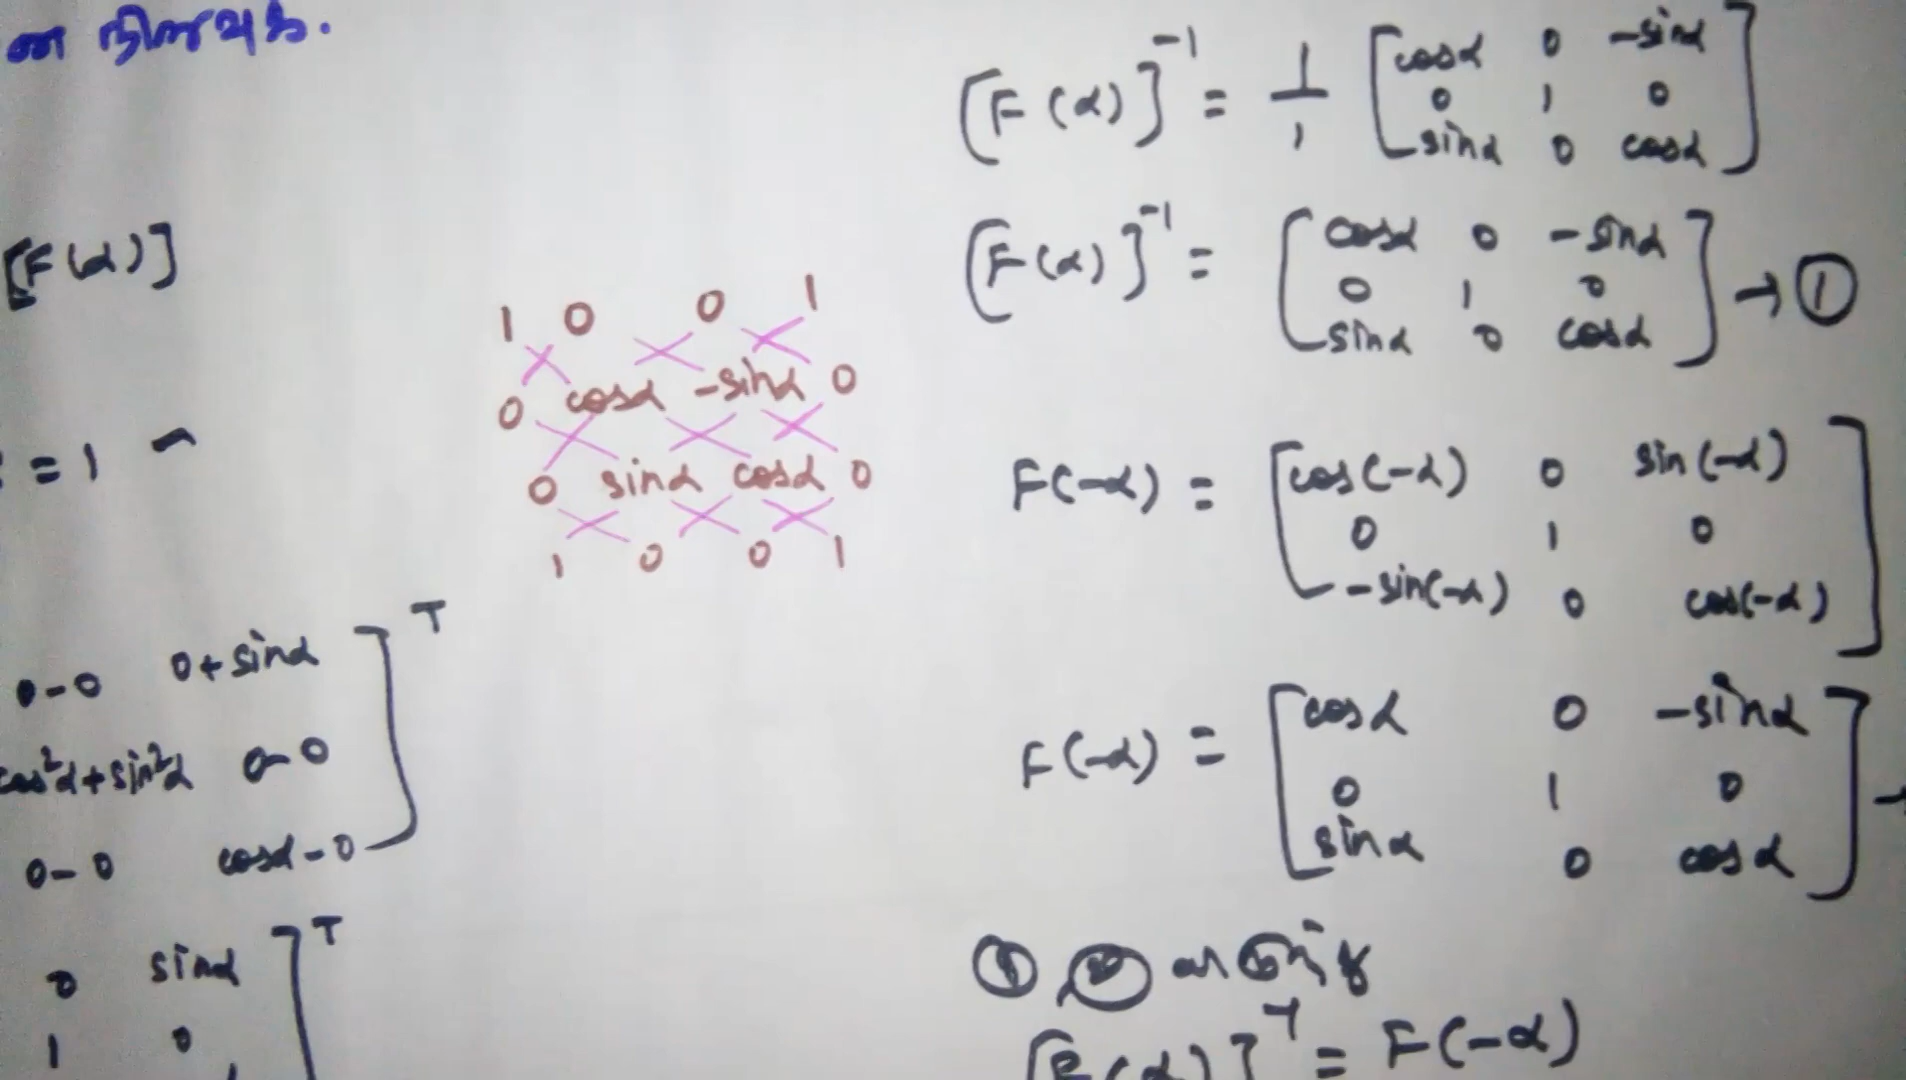 ன நிறுவுக.
[F(α)]
= 1
0-0 0+sinα ]ᵀ
cos²α+sin²α 0-0
0-0 cosα-0
0 sinα ]ᵀ
1 0
1 0 0 1
0 cosα -sinα 0
0 sinα cosα 0
1 0 0 1
[F(α)]⁻¹ = 1/1 [cosα 0 -sinα
0 1 0
sinα 0 cosα]
[F(α)]⁻¹ = [cosα 0 -sinα
0 1 0 → ①
sinα 0 cosα]
F(-α) = [cos(-α) 0 sin(-α)
0 1 0
-sin(-α) 0 cos(-α)]
F(-α) = [cosα 0 -sinα
0 1 0 →
sinα 0 cosα]
①, ②
[F(α)]⁻¹ = F(-α)